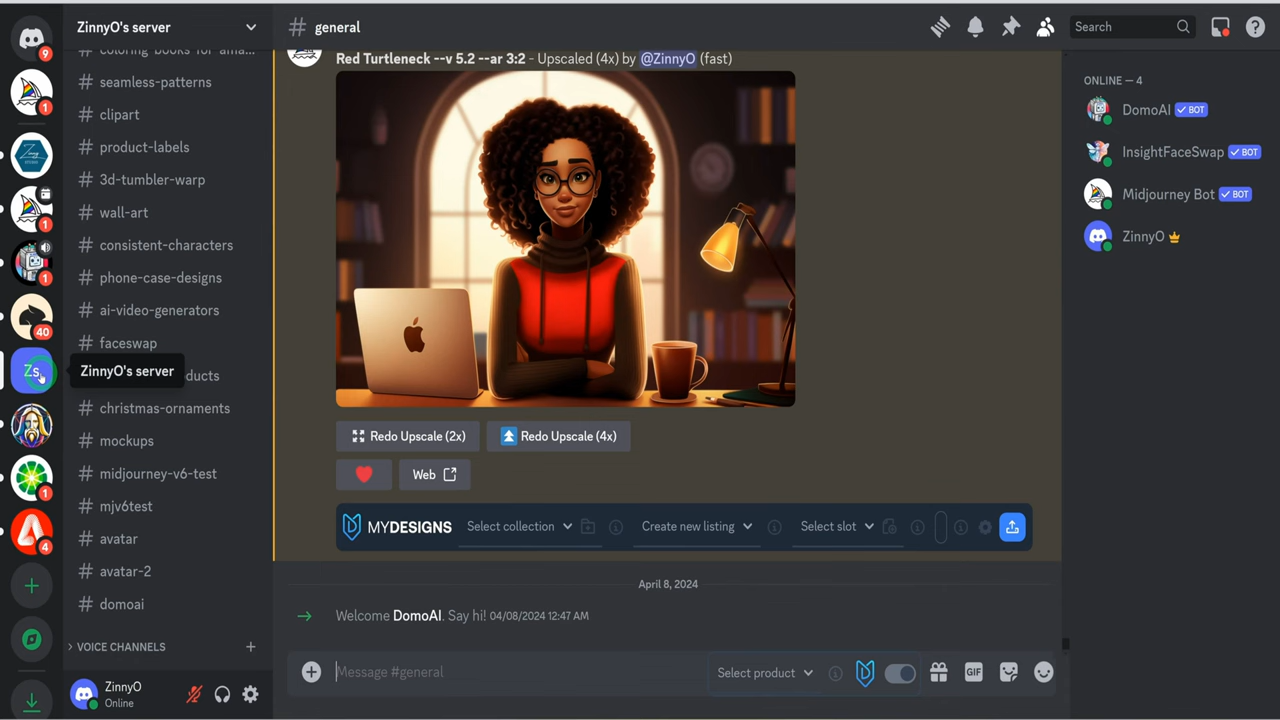 ZinnyO's server
# general
Search
# coloring-books-for-ama...
# seamless-patterns
# clipart
# product-labels
# 3d-tumbler-warp
# wall-art
# consistent-characters
# phone-case-designs
# ai-video-generators
# faceswap
ZinnyO's server
ducts
# christmas-ornaments
# mockups
# midjourney-v6-test
# mjv6test
# avatar
# avatar-2
# domoai
VOICE CHANNELS
ZinnyO
Online
9
1
Zinny
1
1
40
Zs
1
4
Red Turtleneck --v 5.2 --ar 3:2 - Upscaled (4x) by @ZinnyO (fast)
Redo Upscale (2x)
Redo Upscale (4x)
Web
MYDESIGNS
Select collection
Create new listing
Select slot
April 8, 2024
Welcome DomoAI. Say hi! 04/08/2024 12:47 AM
Message #general
Select product
GIF
ONLINE — 4
DomoAI ✓ BOT
InsightFaceSwap ✓ BOT
Midjourney Bot ✓ BOT
ZinnyO